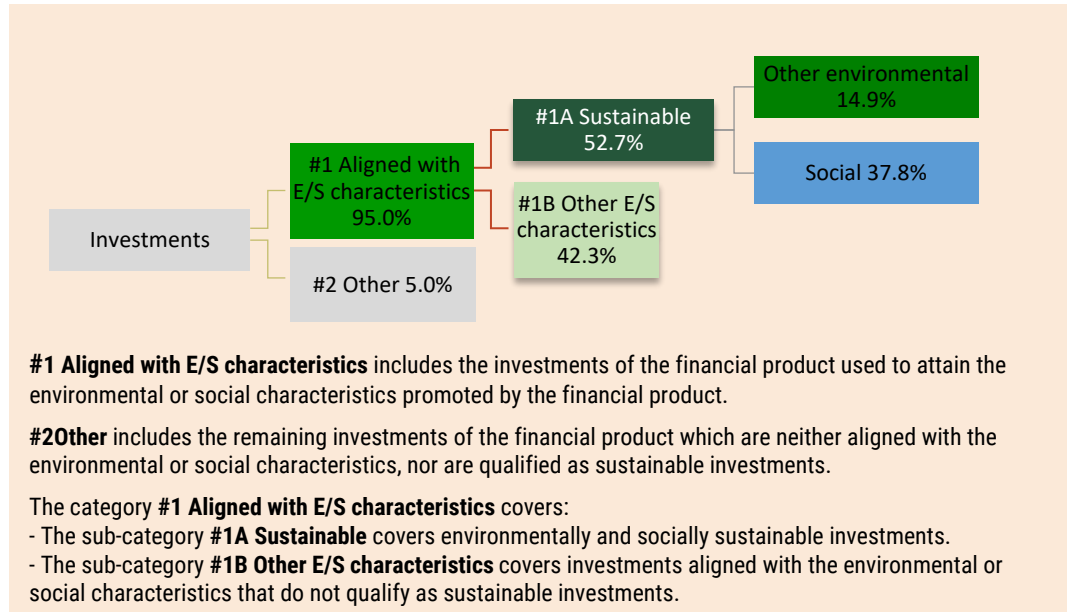 Investments
#1 Aligned with
E/S characteristics
95.0%
#2 Other 5.0%
#1A Sustainable
52.7%
#1B Other E/S
characteristics
42.3%
Other environmental
14.9%
Social 37.8%
#1 Aligned with E/S characteristics includes the investments of the financial product used to attain the
environmental or social characteristics promoted by the financial product.
#2Other includes the remaining investments of the financial product which are neither aligned with the
environmental or social characteristics, nor are qualified as sustainable investments.
The category #1 Aligned with E/S characteristics covers:
- The sub-category #1A Sustainable covers environmentally and socially sustainable investments.
- The sub-category #1B Other E/S characteristics covers investments aligned with the environmental or
social characteristics that do not qualify as sustainable investments.